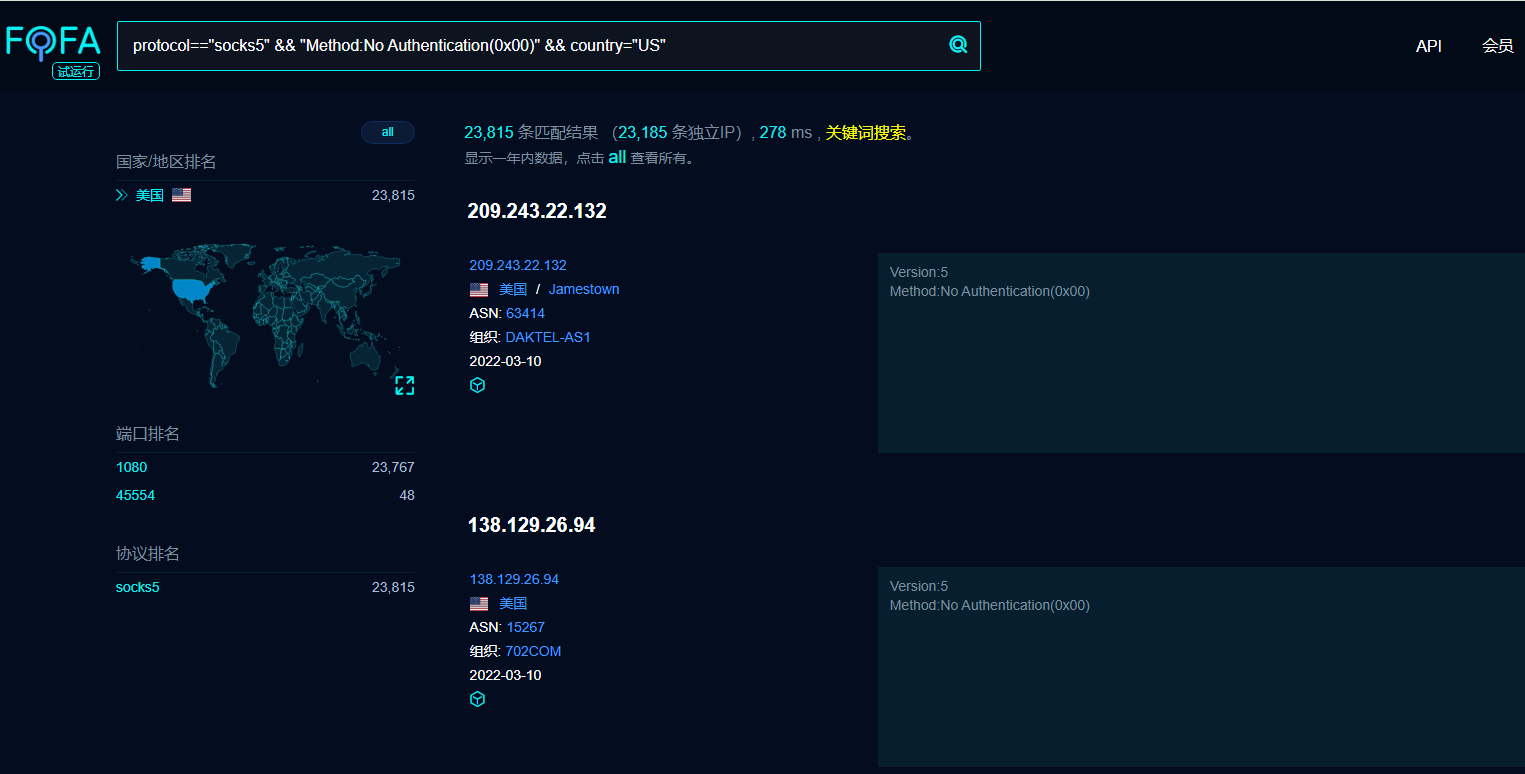 FOFA
试运行
protocol=="socks5" && "Method:No Authentication(0x00)" && country="US"
API
会员
all
国家/地区排名
美国 23,815
端口排名
1080 23,767
45554 48
协议排名
socks5 23,815
23,815 条匹配结果 （23,185 条独立IP）, 278 ms , 关键词搜索。
显示一年内数据，点击 all 查看所有。
209.243.22.132
209.243.22.132
美国 / Jamestown
ASN: 63414
组织: DAKTEL-AS1
2022-03-10
Version:5
Method:No Authentication(0x00)
138.129.26.94
138.129.26.94
美国
ASN: 15267
组织: 702COM
2022-03-10
Version:5
Method:No Authentication(0x00)